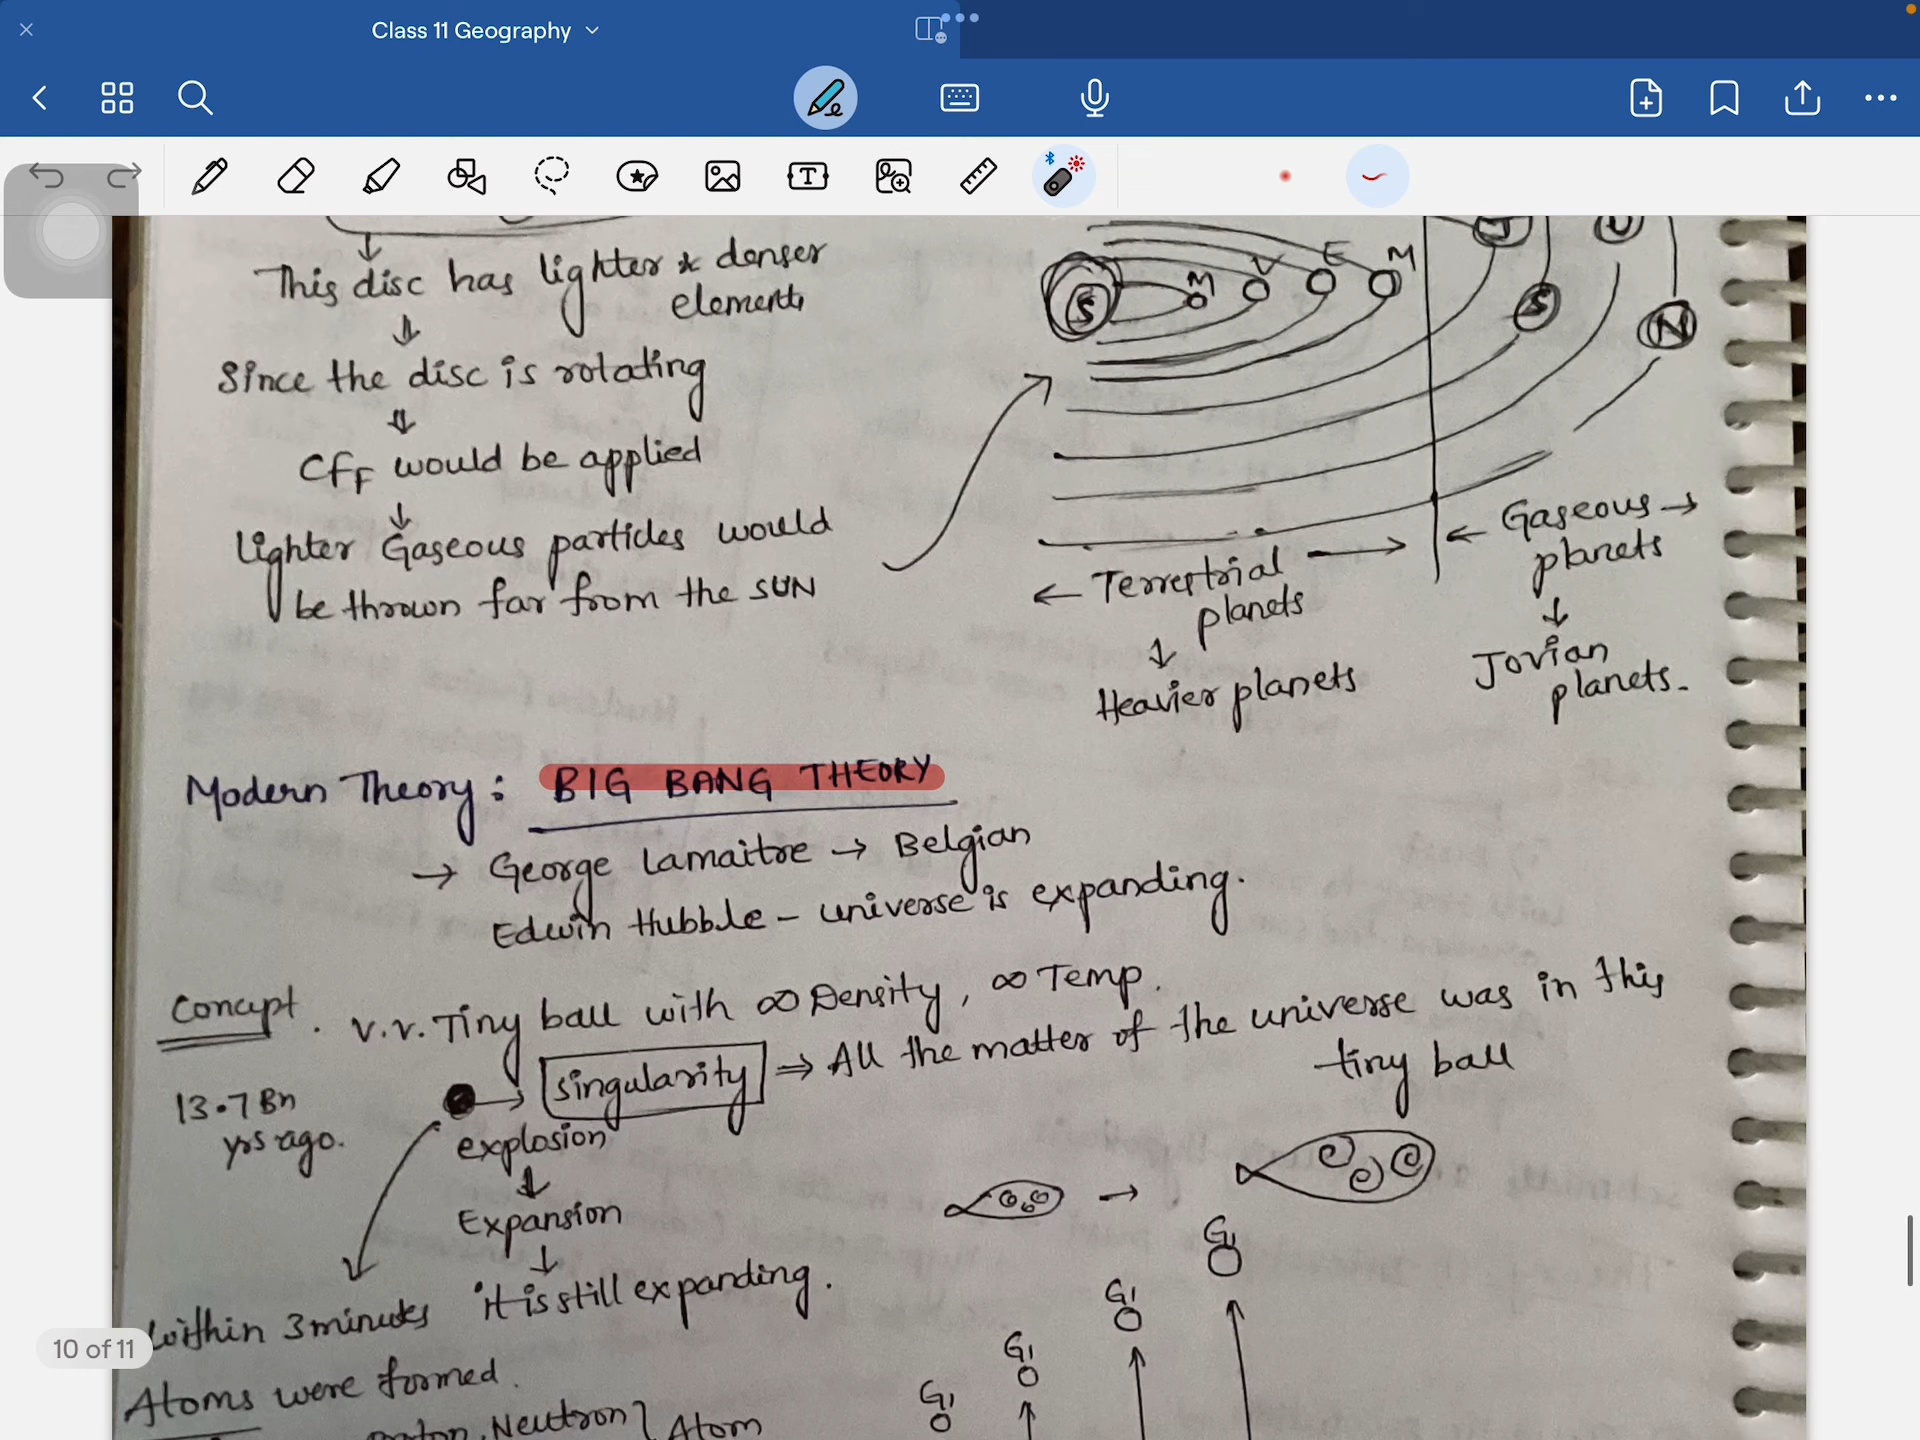 Class 11 Geography
This disc has lighter & denser
elements
Since the disc is rotating
CFF would be applied
Lighter Gaseous particles would
be thrown far from the SUN
S
M
V
E
M
J
S
U
N
← Terrestrial →
planets
Heavier planets
← Gaseous →
planets
Jovian
planets.
Modern Theory : BIG BANG THEORY
→ George Lamaitre → Belgian
Edwin Hubble - universe is expanding.
Concept. v.v. Tiny ball with ∞ Density, ∞ Temp.
singularity ⇒ All the matter of the universe was in this
tiny ball
13.7 Bn
yrs ago.
explosion
Expansion
it is still expanding.
Within 3 minutes
Atoms were formed.
Neutron } Atom
G1
G1
G1
G1
10 of 11